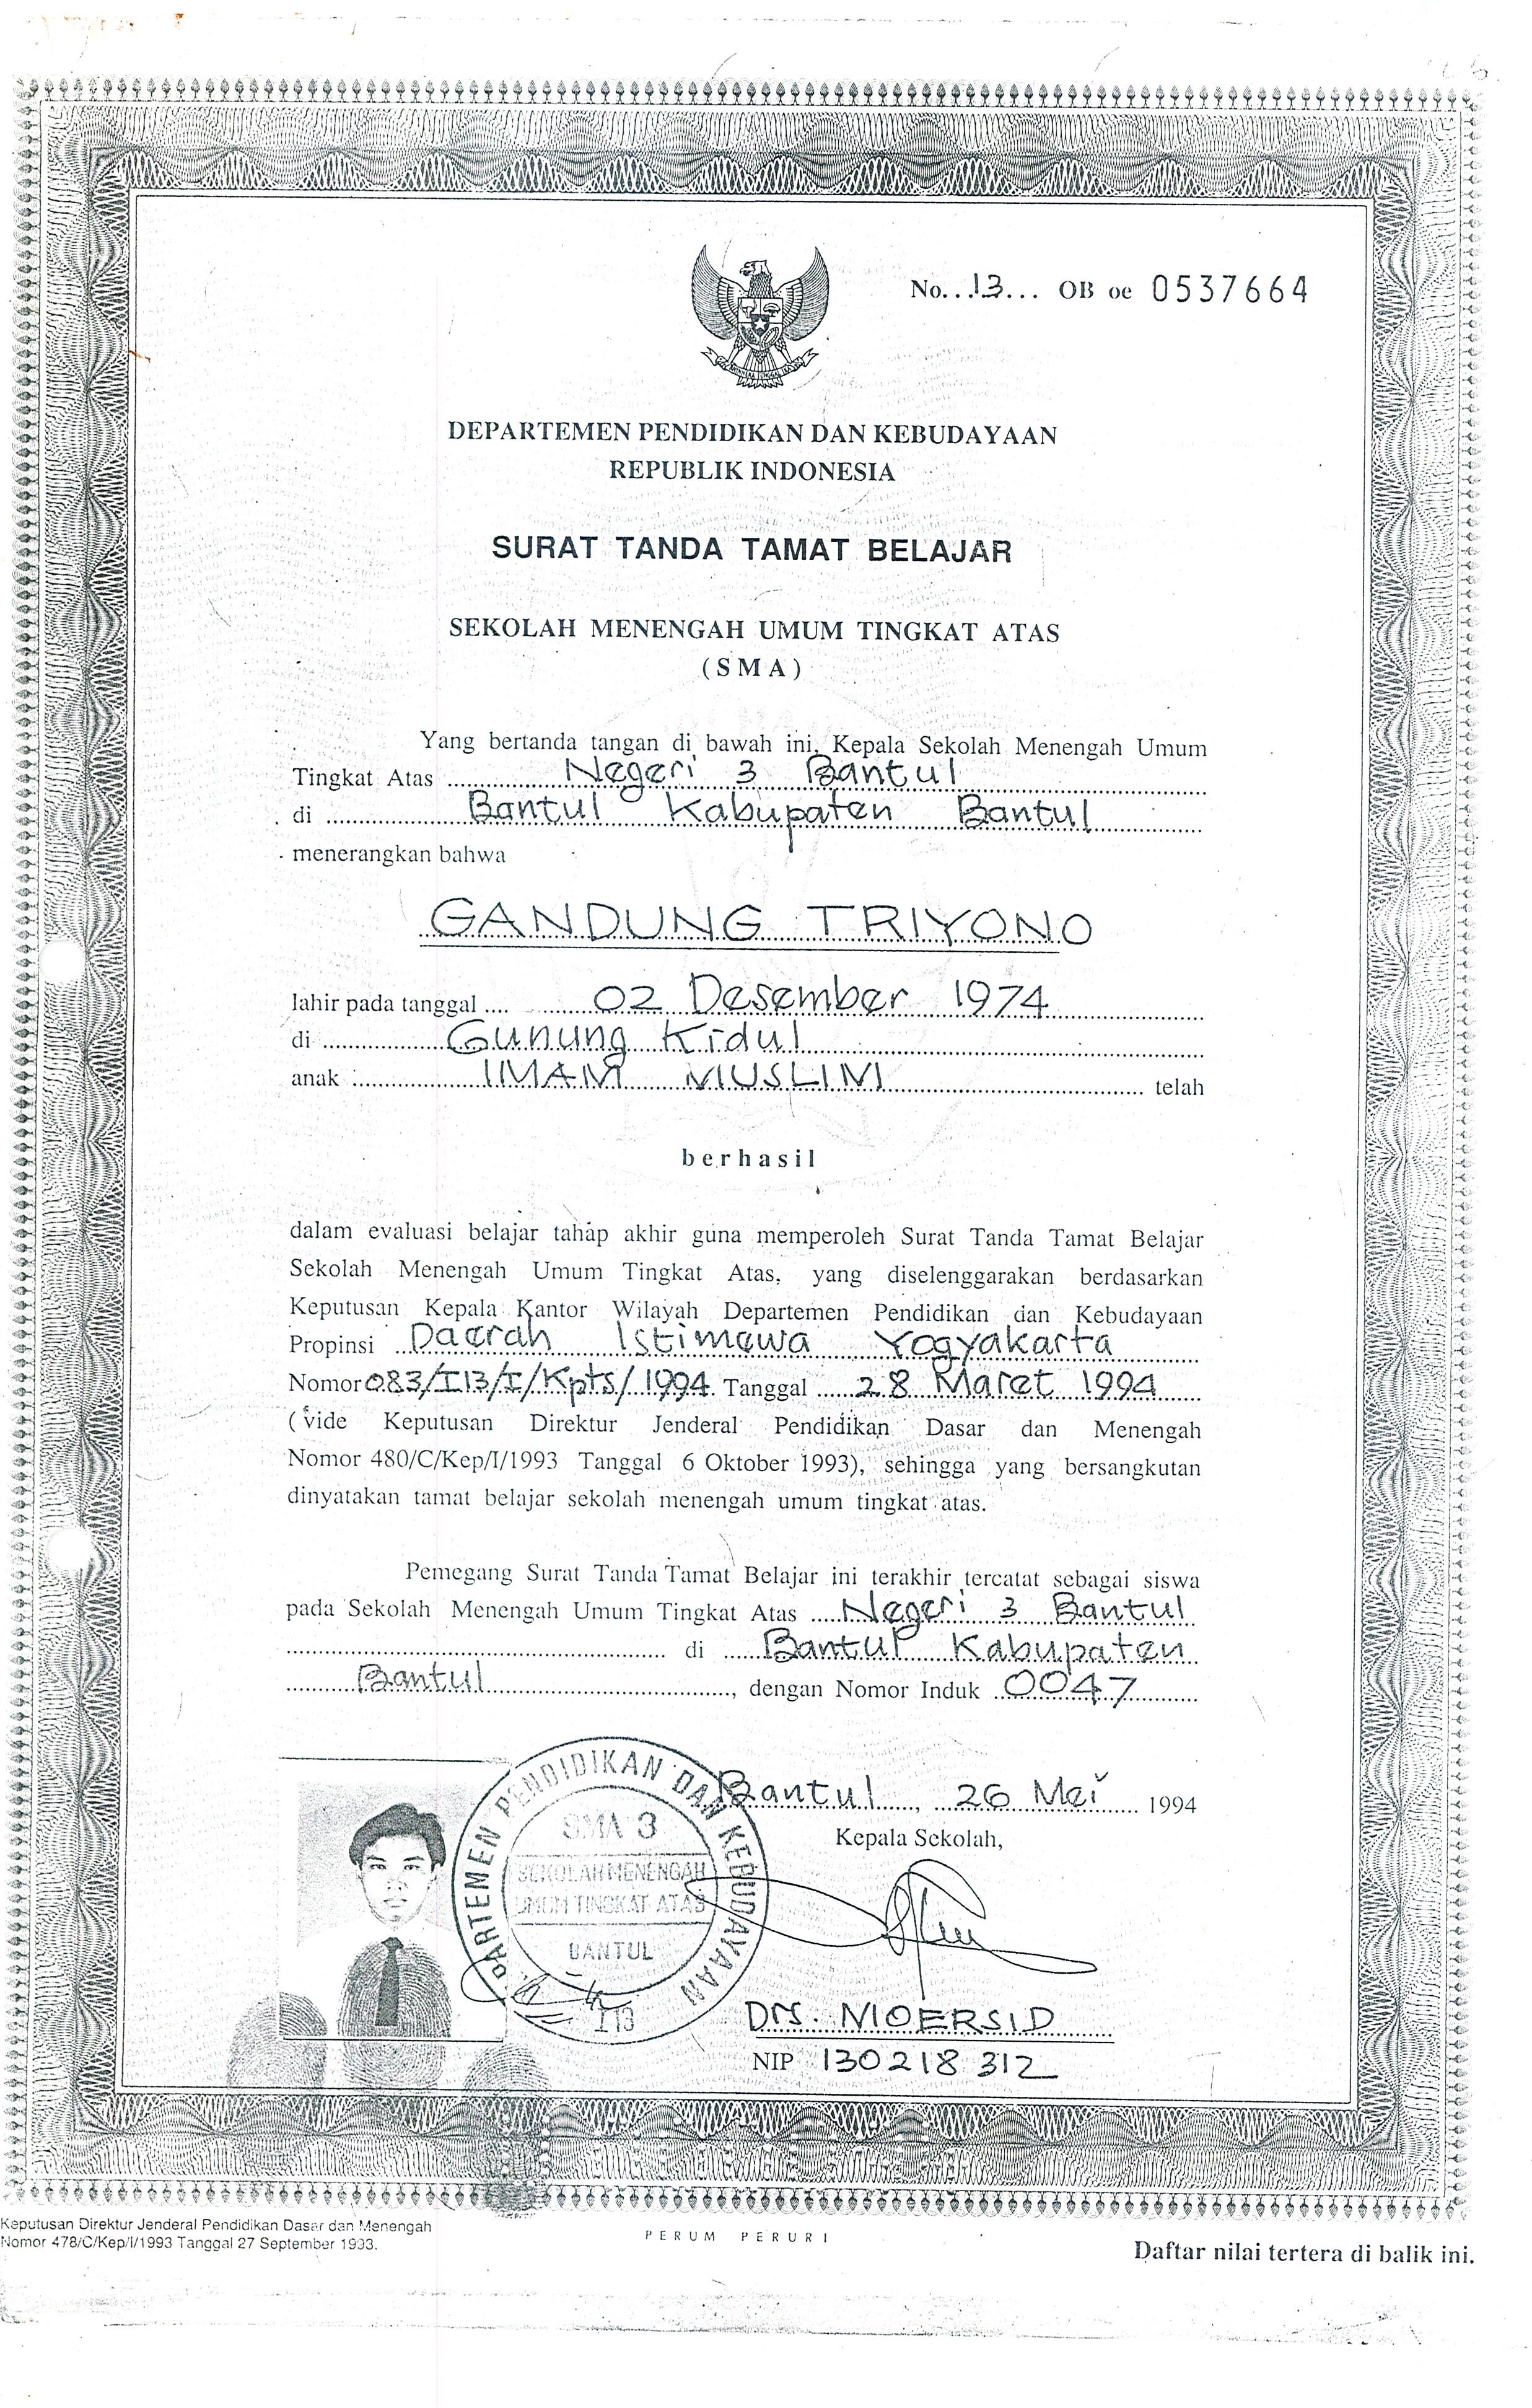 No...13... OB oe 0537664
DEPARTEMEN PENDIDIKAN DAN KEBUDAYAAN
REPUBLIK INDONESIA
SURAT TANDA TAMAT BELAJAR
SEKOLAH MENENGAH UMUM TINGKAT ATAS
(SMA)
Yang bertanda tangan di bawah ini, Kepala Sekolah Menengah Umum
Tingkat Atas Negeri 3 Bantul
di Bantul Kabupaten Bantul
menerangkan bahwa
GANDUNG TRIYONO
lahir pada tanggal 02 Desember 1974
di Gunung Kidul
anak IMAM MUSLIM telah
berhasil
dalam evaluasi belajar tahap akhir guna memperoleh Surat Tanda Tamat Belajar
Sekolah Menengah Umum Tingkat Atas, yang diselenggarakan berdasarkan
Keputusan Kepala Kantor Wilayah Departemen Pendidikan dan Kebudayaan
Propinsi Daerah Istimewa Yogyakarta
Nomor 083/I13/I/Kpts/1994 Tanggal 28 Maret 1994
(vide Keputusan Direktur Jenderal Pendidikan Dasar dan Menengah
Nomor 480/C/Kep/I/1993 Tanggal 6 Oktober 1993), sehingga yang bersangkutan
dinyatakan tamat belajar sekolah menengah umum tingkat atas.
Pemegang Surat Tanda Tamat Belajar ini terakhir tercatat sebagai siswa
pada Sekolah Menengah Umum Tingkat Atas Negeri 3 Bantul
di Bantul Kabupaten
Bantul, dengan Nomor Induk 0047
Bantul, 26 Mei 1994
Kepala Sekolah,
DEPARTEMEN PENDIDIKAN DAN KEBUDAYAAN
SMA 3
SEKOLAH MENENGAH
UMUM TINGKAT ATAS
BANTUL
I 13
Drs. MOERSID
NIP 130218312
Keputusan Direktur Jenderal Pendidikan Dasar dan Menengah
Nomor 478/C/Kep/I/1993 Tanggal 27 September 1993.
PERUM PERURI
Daftar nilai tertera di balik ini.